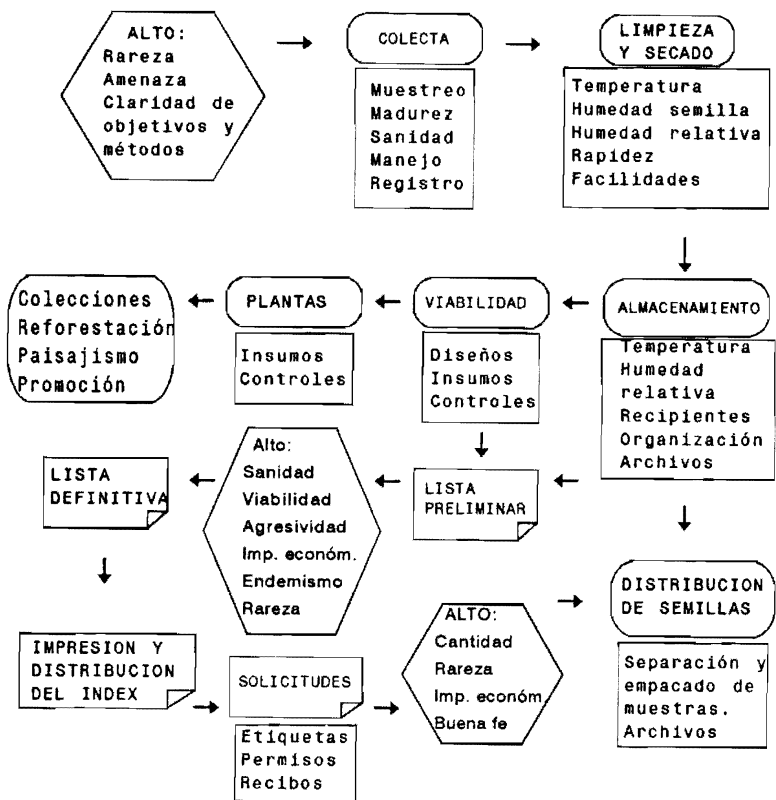 ALTO:
Rareza
Amenaza
Claridad de
objetivos y
métodos
COLECTA
Muestreo
Madurez
Sanidad
Manejo
Registro
LIMPIEZA
Y SECADO
Temperatura
Humedad semilla
Humedad relativa
Rapidez
Facilidades
Colecciones
Reforestación
Paisajismo
Promoción
PLANTAS
Insumos
Controles
VIABILIDAD
Diseños
Insumos
Controles
ALMACENAMIENTO
Temperatura
Humedad
relativa
Recipientes
Organización
Archivos
LISTA
DEFINITIVA
Alto:
Sanidad
Viabilidad
Agresividad
Imp. económ.
Endemismo
Rareza
LISTA
PRELIMINAR
IMPRESION Y
DISTRIBUCION
DEL INDEX
SOLICITUDES
Etiquetas
Permisos
Recibos
ALTO:
Cantidad
Rareza
Imp. económ.
Buena fe
DISTRIBUCION
DE SEMILLAS
Separación y
empacado de
muestras.
Archivos